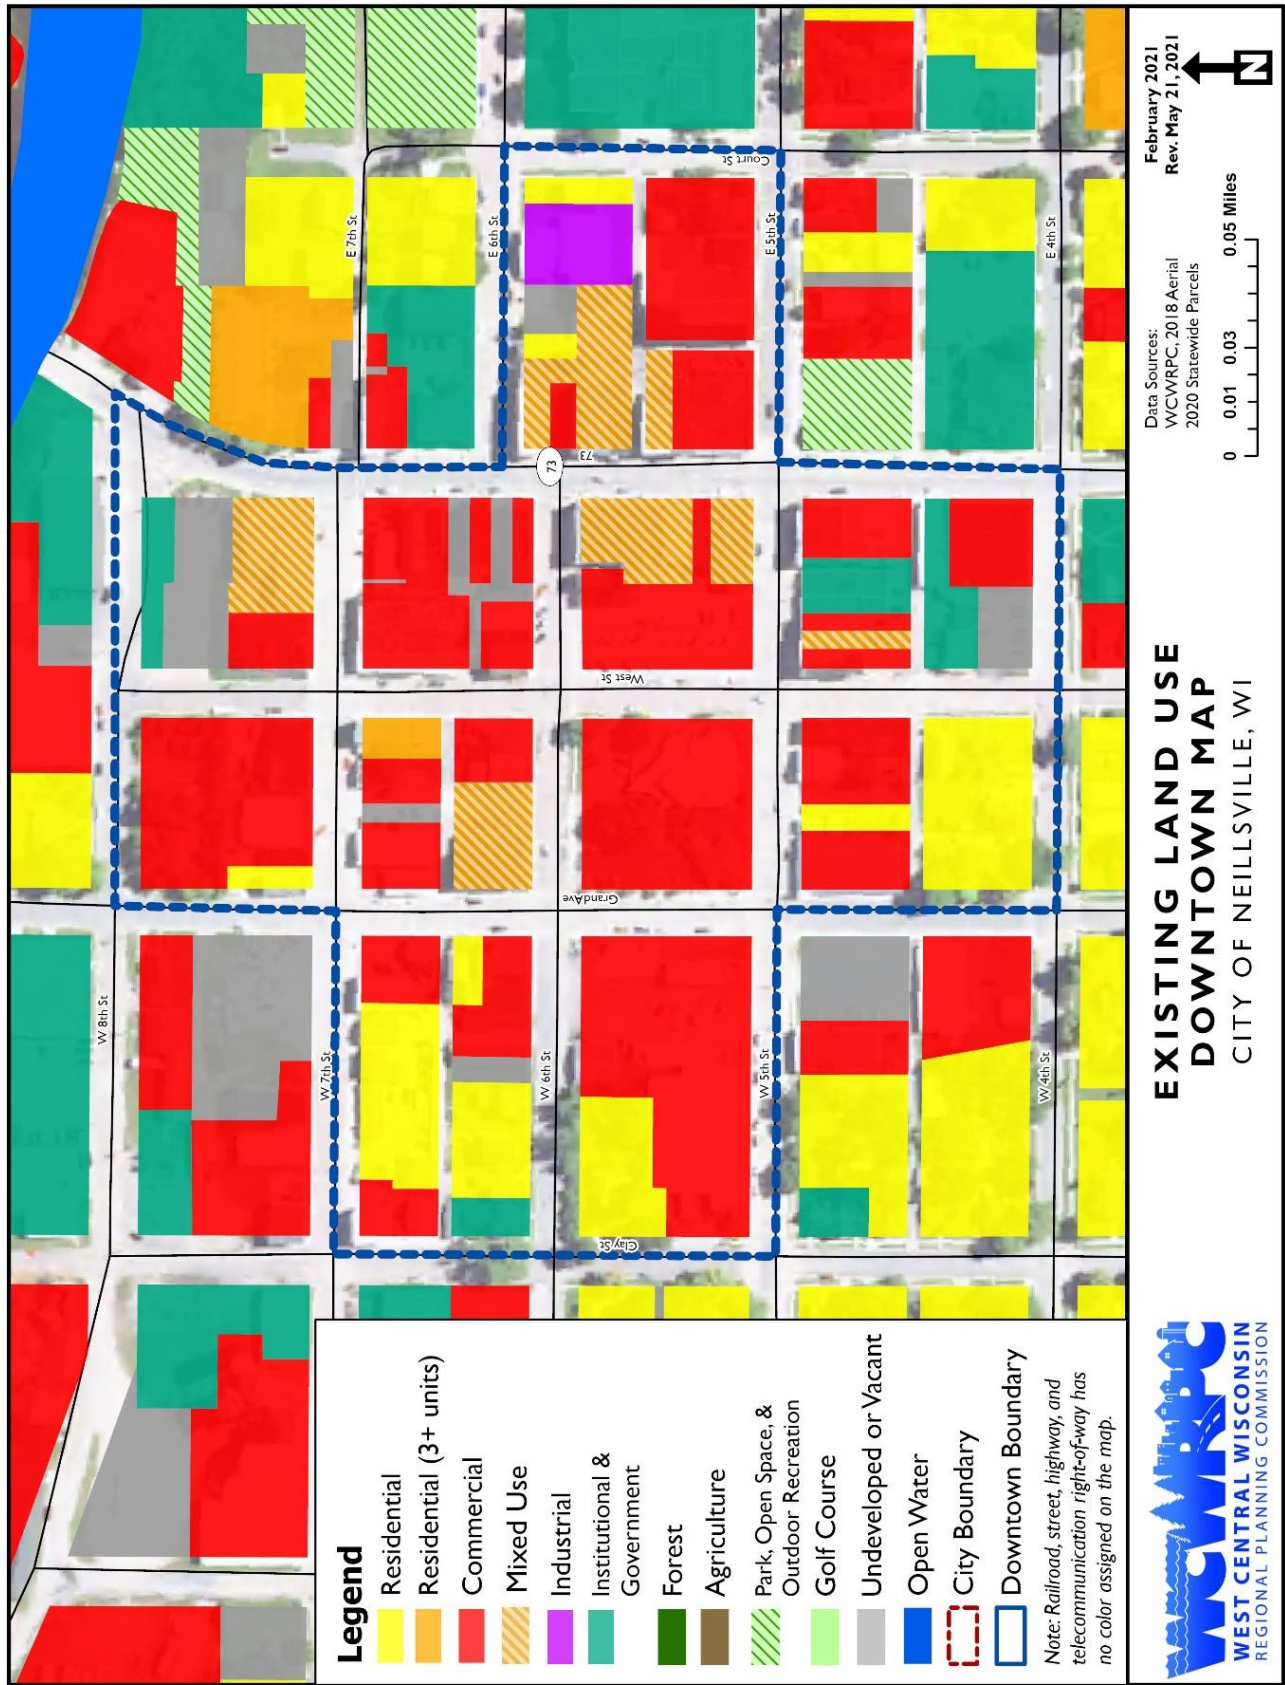 Legend
Residential
Residential (3+ units)
Commercial
Mixed Use
Industrial
Institutional &
Government
Forest
Agriculture
Park, Open Space, &
Outdoor Recreation
Golf Course
Undeveloped or Vacant
Open Water
City Boundary
Downtown Boundary
Note: Railroad, street, highway, and
telecommunication right-of-way has
no color assigned on the map.
W 8th St
W 7th St
E 7th St
W 6th St
E 6th St
W 5th St
E 5th St
W 4th St
E 4th St
Clay St
GrandAve
West St
73
73
Court St
WCWRPC
WEST CENTRAL WISCONSIN
REGIONAL PLANNING COMMISSION
EXISTING LAND USE
DOWNTOWN MAP
CITY OF NEILLSVILLE, WI
Data Sources:
WCWRPC, 2018 Aerial
2020 Statewide Parcels
0 0.01 0.03 0.05 Miles
February 2021
Rev. May 21, 2021
N